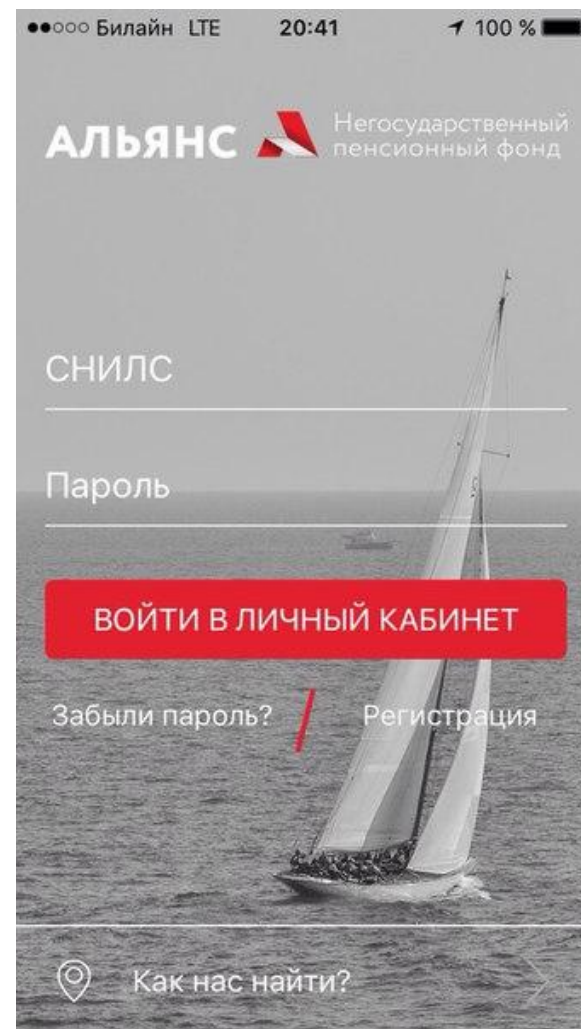 Билайн LTE 20:41 100 %
АЛЬЯНС
Негосударственный
пенсионный фонд
СНИЛС
Пароль
ВОЙТИ В ЛИЧНЫЙ КАБИНЕТ
Забыли пароль? / Регистрация
Как нас найти?